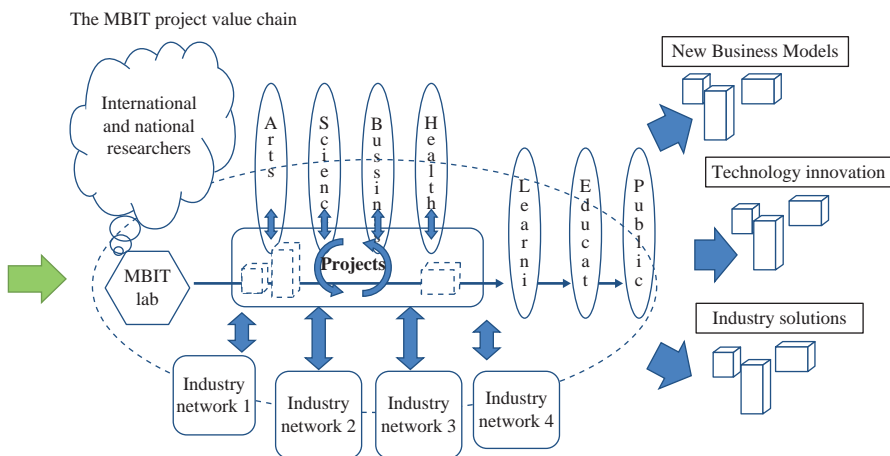 The MBIT project value chain
International
and national
researchers
Arts
Scienc
Bussin
Health
Learni
Educat
Public
New Business Models
Technology innovation
Industry solutions
MBIT
lab
Projects
Industry
network 1
Industry
network 2
Industry
network 3
Industry
network 4